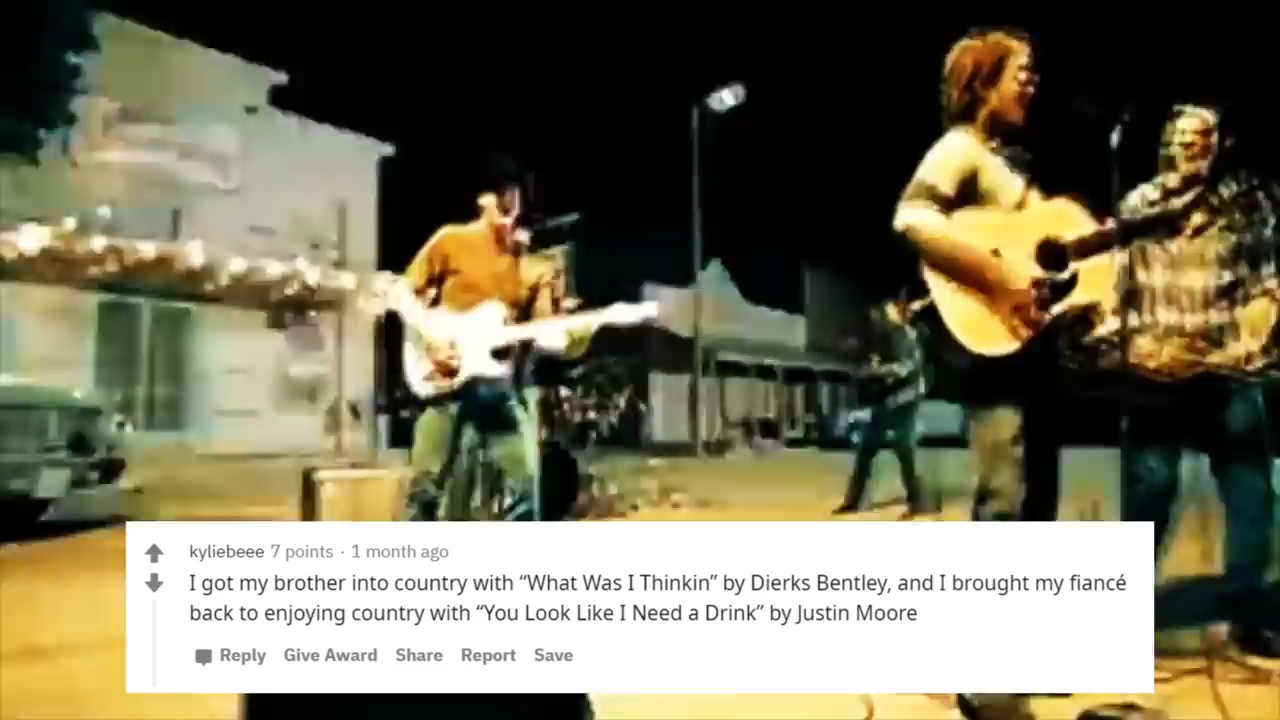 kyliebeee 7 points · 1 month ago
I got my brother into country with “What Was I Thinkin” by Dierks Bentley, and I brought my fiancé
back to enjoying country with “You Look Like I Need a Drink” by Justin Moore
Reply Give Award Share Report Save